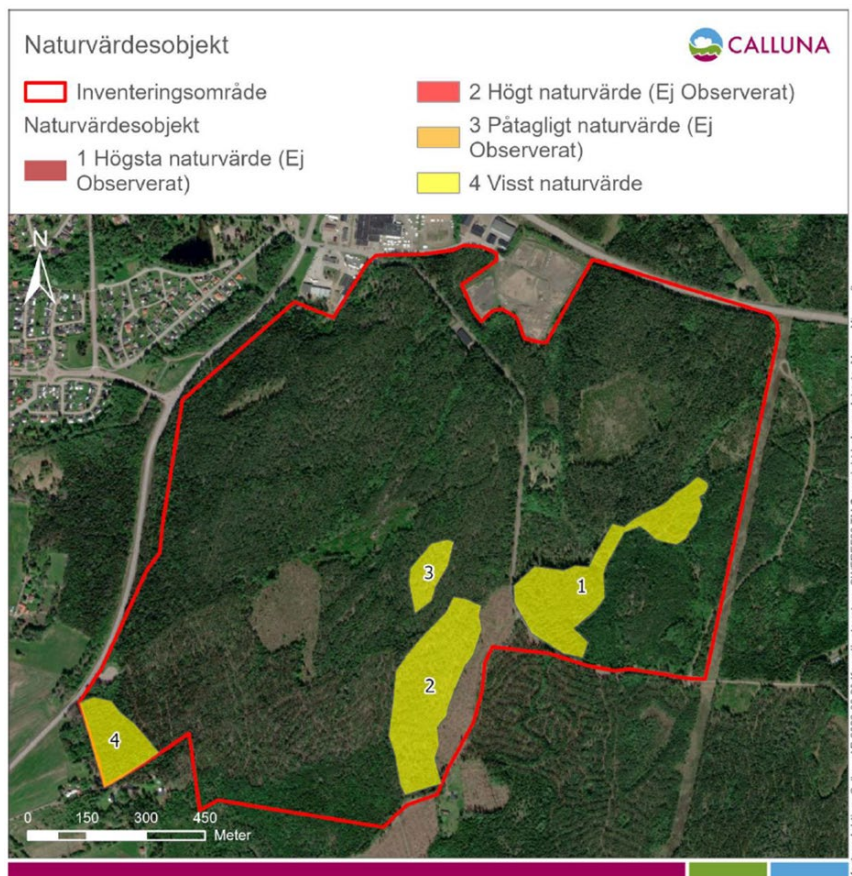 Naturvärdesobjekt
CALLUNA
Inventeringsområde
Naturvärdesobjekt
1 Högsta naturvärde (Ej
Observerat)
2 Högt naturvärde (Ej Observerat)
3 Påtagligt naturvärde (Ej
Observerat)
4 Visst naturvärde
N
3
1
2
4
0 150 300 450
Meter